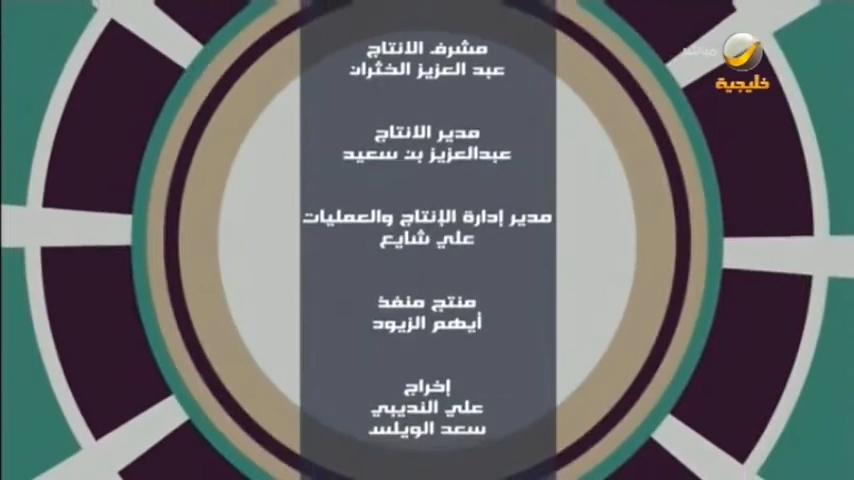 مباشر
خليجية
مشرف الانتاج
عبد العزيز الخثران
مدير الانتاج
عبدالعزيز بن سعيد
مدير إدارة الإنتاج والعمليات
علي شايع
منتج منفذ
أيهم الزيود
إخراج
علي النديبي
سعد الويلس